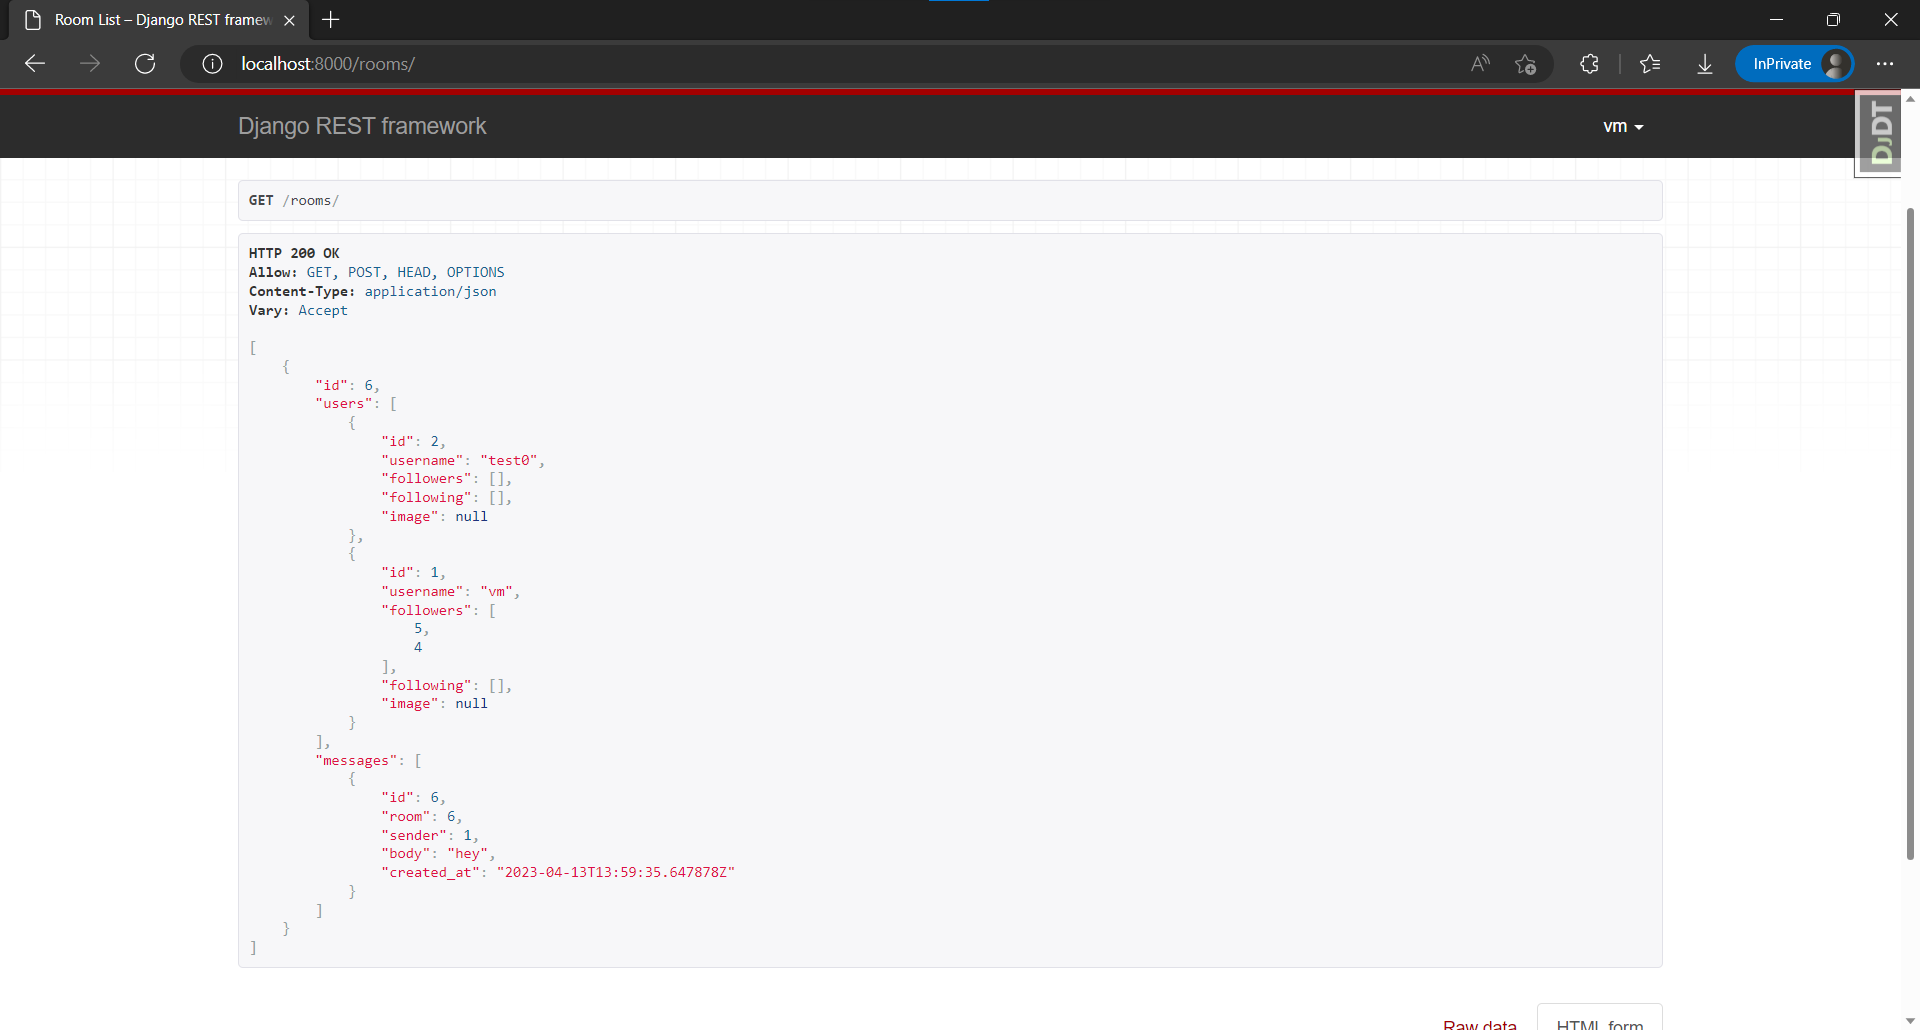 Room List – Django REST framew
localhost:8000/rooms/
InPrivate
Django REST framework
vm
DJDT
GET /rooms/
HTTP 200 OK
Allow: GET, POST, HEAD, OPTIONS
Content-Type: application/json
Vary: Accept
[
    {
        "id": 6,
        "users": [
            {
                "id": 2,
                "username": "test0",
                "followers": [],
                "following": [],
                "image": null
            },
            {
                "id": 1,
                "username": "vm",
                "followers": [
                    5,
                    4
                ],
                "following": [],
                "image": null
            }
        ],
        "messages": [
            {
                "id": 6,
                "room": 6,
                "sender": 1,
                "body": "hey",
                "created_at": "2023-04-13T13:59:35.647878Z"
            }
        ]
    }
]
Raw data
HTML form